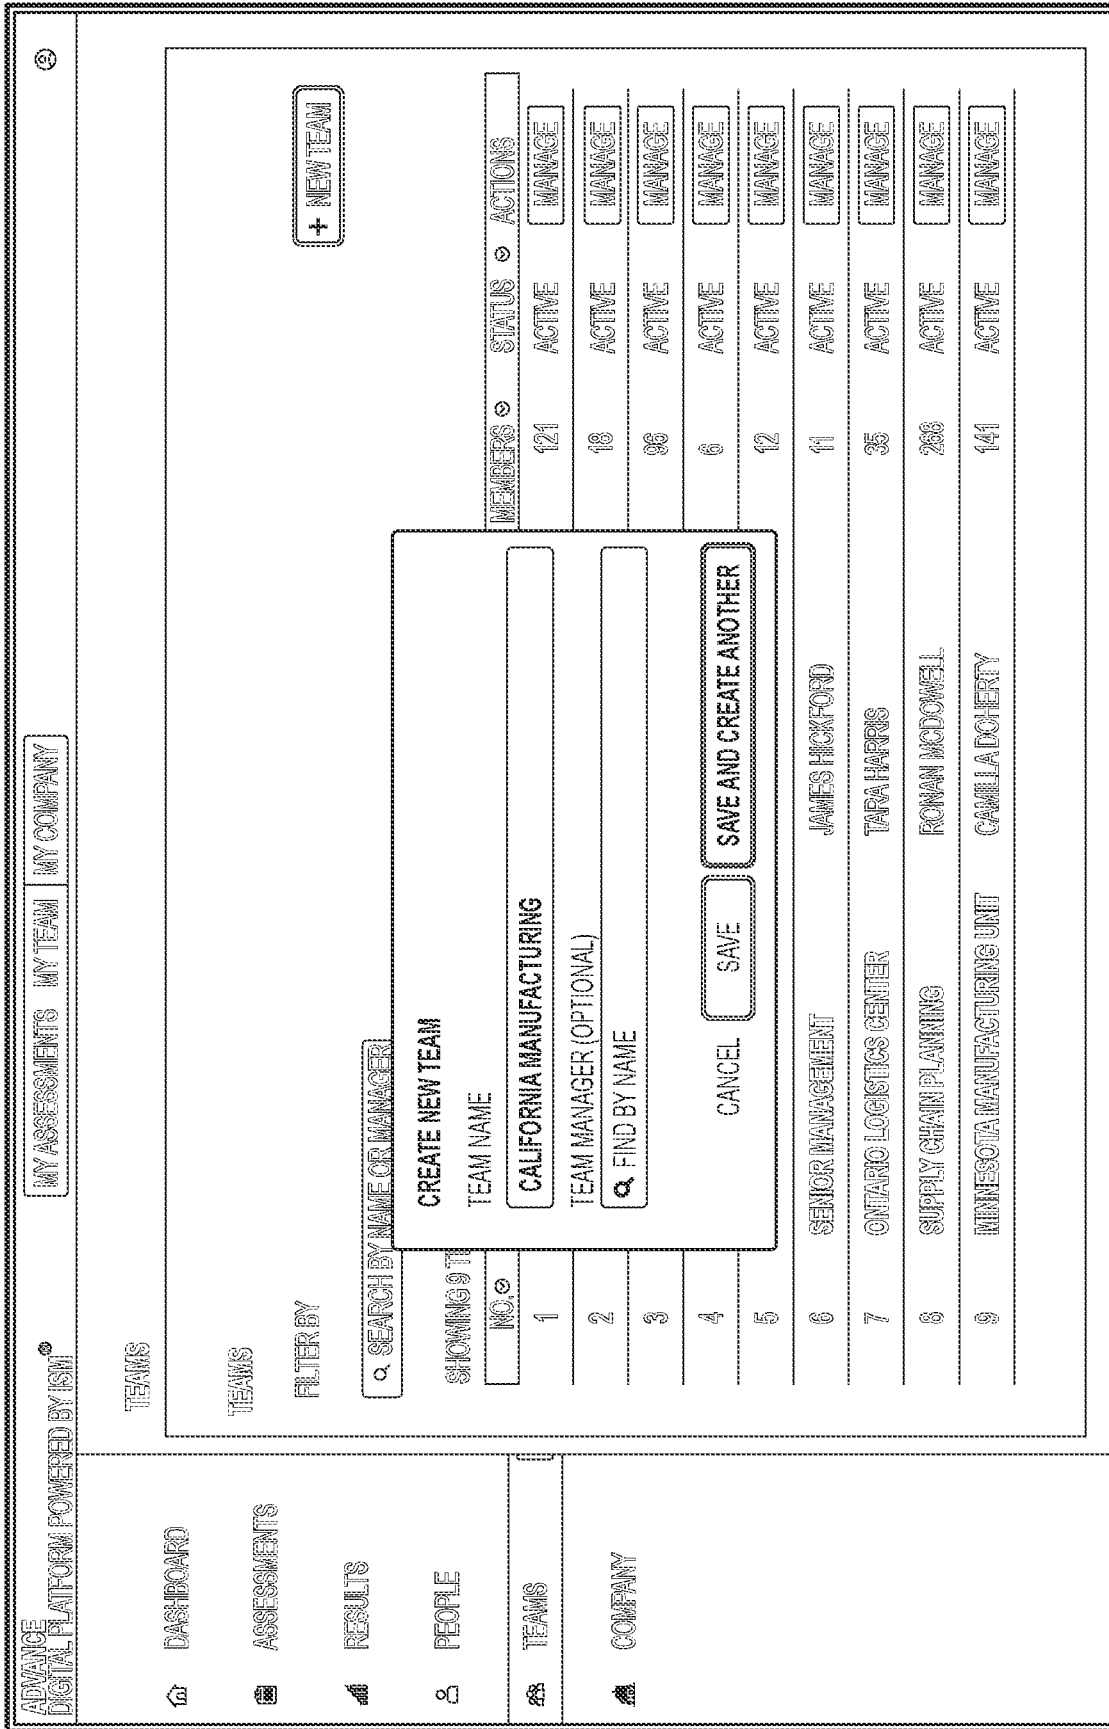 ADVANCE
DIGITAL PLATFORM POWERED BY ISM®
MY ASSESSMENTS MY TEAM MY COMPANY
DASHBOARD
ASSESSMENTS
RESULTS
PEOPLE
TEAMS
COMPANY
TEAMS
TEAMS
FILTER BY
+ NEW TEAM
SEARCH BY NAME OR MANAGER
SHOWING 9 TE
NO. MEMBERS STATUS ACTIONS
1 121 ACTIVE MANAGE
2 18 ACTIVE MANAGE
3 96 ACTIVE MANAGE
4 6 ACTIVE MANAGE
5 12 ACTIVE MANAGE
6 SENIOR MANAGEMENT JAMES HICKFORD 11 ACTIVE MANAGE
7 ONTARIO LOGISTICS CENTER TARA HARRIS 35 ACTIVE MANAGE
8 SUPPLY CHAIN PLANNING RONAN MCDOWELL 268 ACTIVE MANAGE
9 MINNESOTA MANUFACTURING UNIT CAMILLA DOHERTY 141 ACTIVE MANAGE
CREATE NEW TEAM
TEAM NAME
CALIFORNIA MANUFACTURING
TEAM MANAGER (OPTIONAL)
FIND BY NAME
CANCEL SAVE SAVE AND CREATE ANOTHER